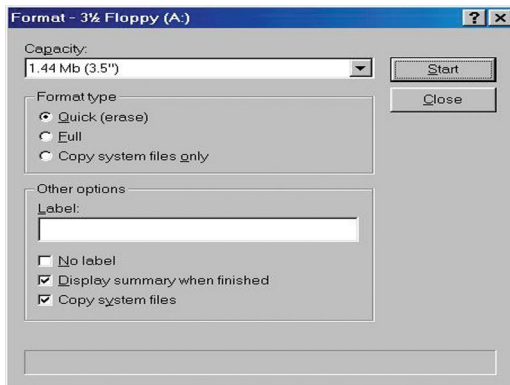 Format - 3½ Floppy (A:)
Capacity:
1.44 Mb (3.5")
Start
Close
Format type
Quick (erase)
Full
Copy system files only
Other options
Label:
No label
Display summary when finished
Copy system files